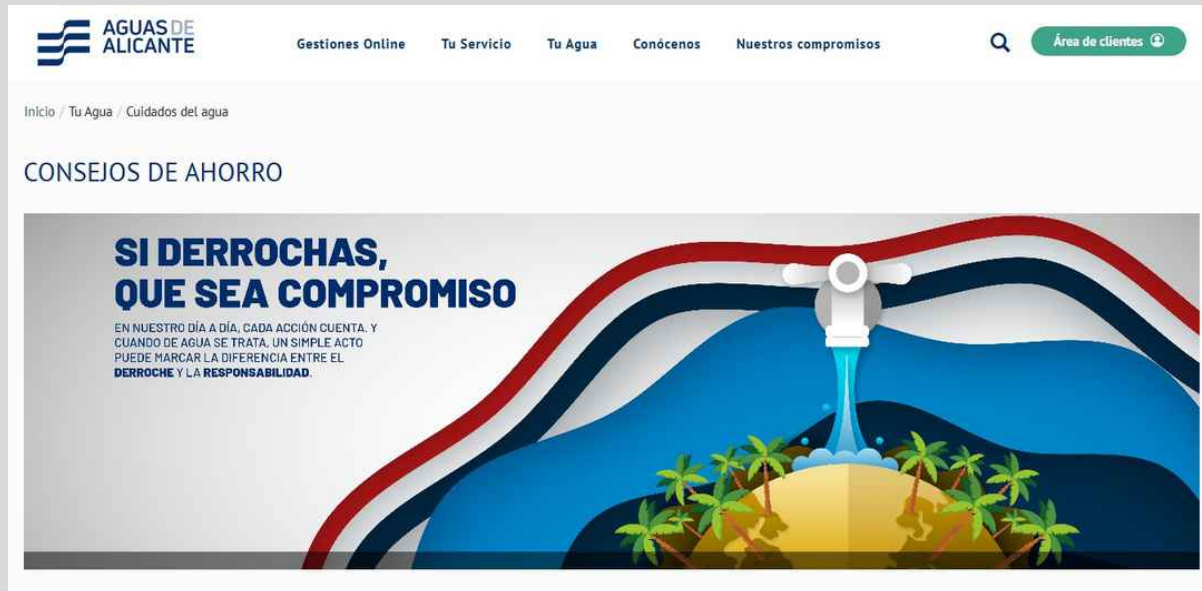 AGUAS DE
ALICANTE
Gestiones Online
Tu Servicio
Tu Agua
Conócenos
Nuestros compromisos
Área de clientes
Inicio / Tu Agua / Cuidados del agua
CONSEJOS DE AHORRO
SI DERROCHAS,
QUE SEA COMPROMISO
EN NUESTRO DÍA A DÍA, CADA ACCIÓN CUENTA. Y
CUANDO DE AGUA SE TRATA, UN SIMPLE ACTO
PUEDE MARCAR LA DIFERENCIA ENTRE EL
DERROCHE Y LA RESPONSABILIDAD.